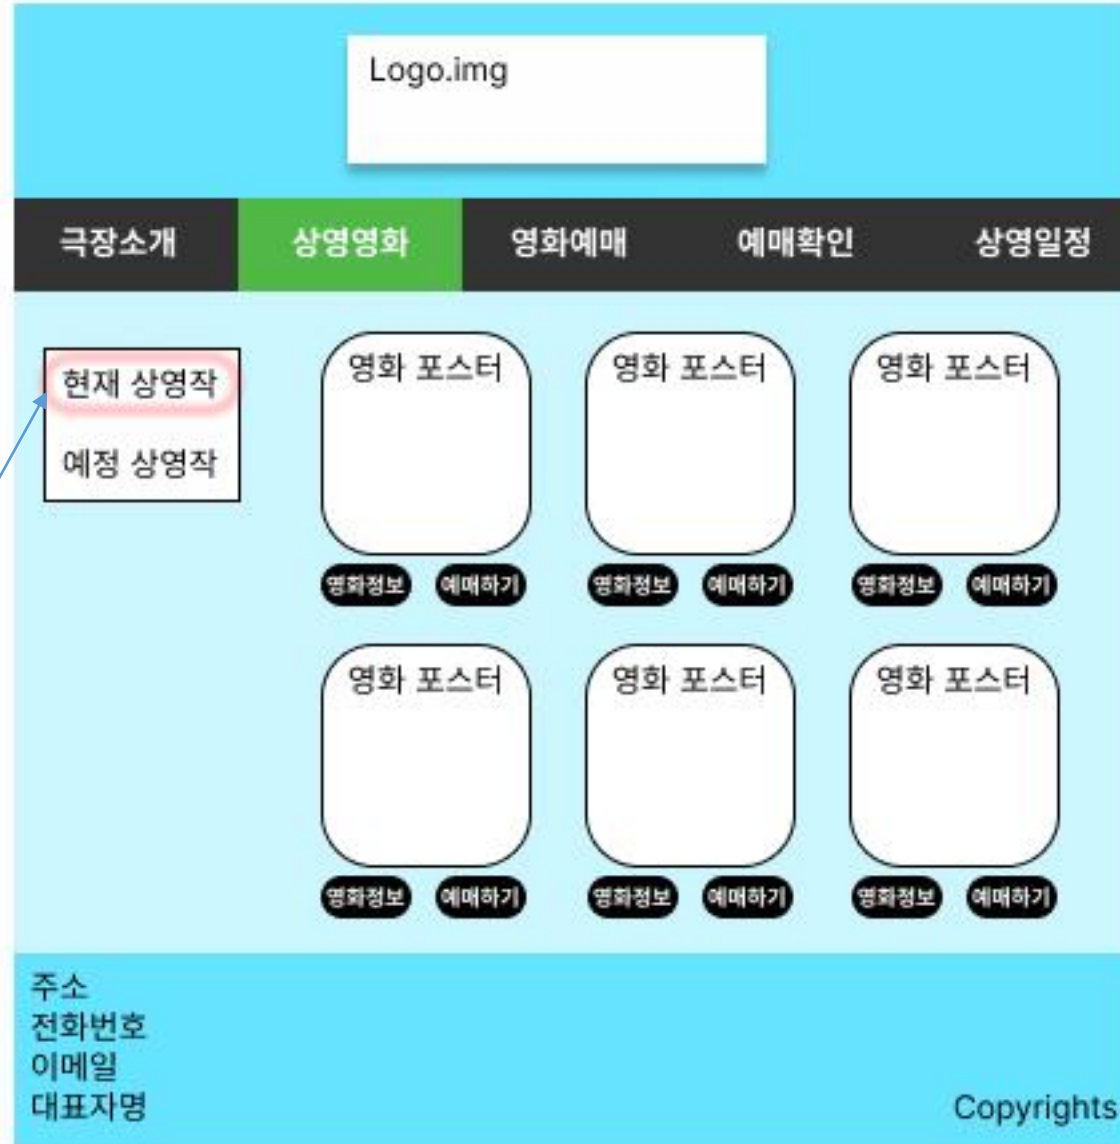 Logo.img
극장소개 상영영화 영화예매 예매확인 상영일정
현재 상영작
예정 상영작
영화 포스터 영화 포스터 영화 포스터
영화정보 예매하기 영화정보 예매하기 영화정보 예매하기
영화 포스터 영화 포스터 영화 포스터
영화정보 예매하기 영화정보 예매하기 영화정보 예매하기
주소
전화번호
이메일
대표자명
Copyrights